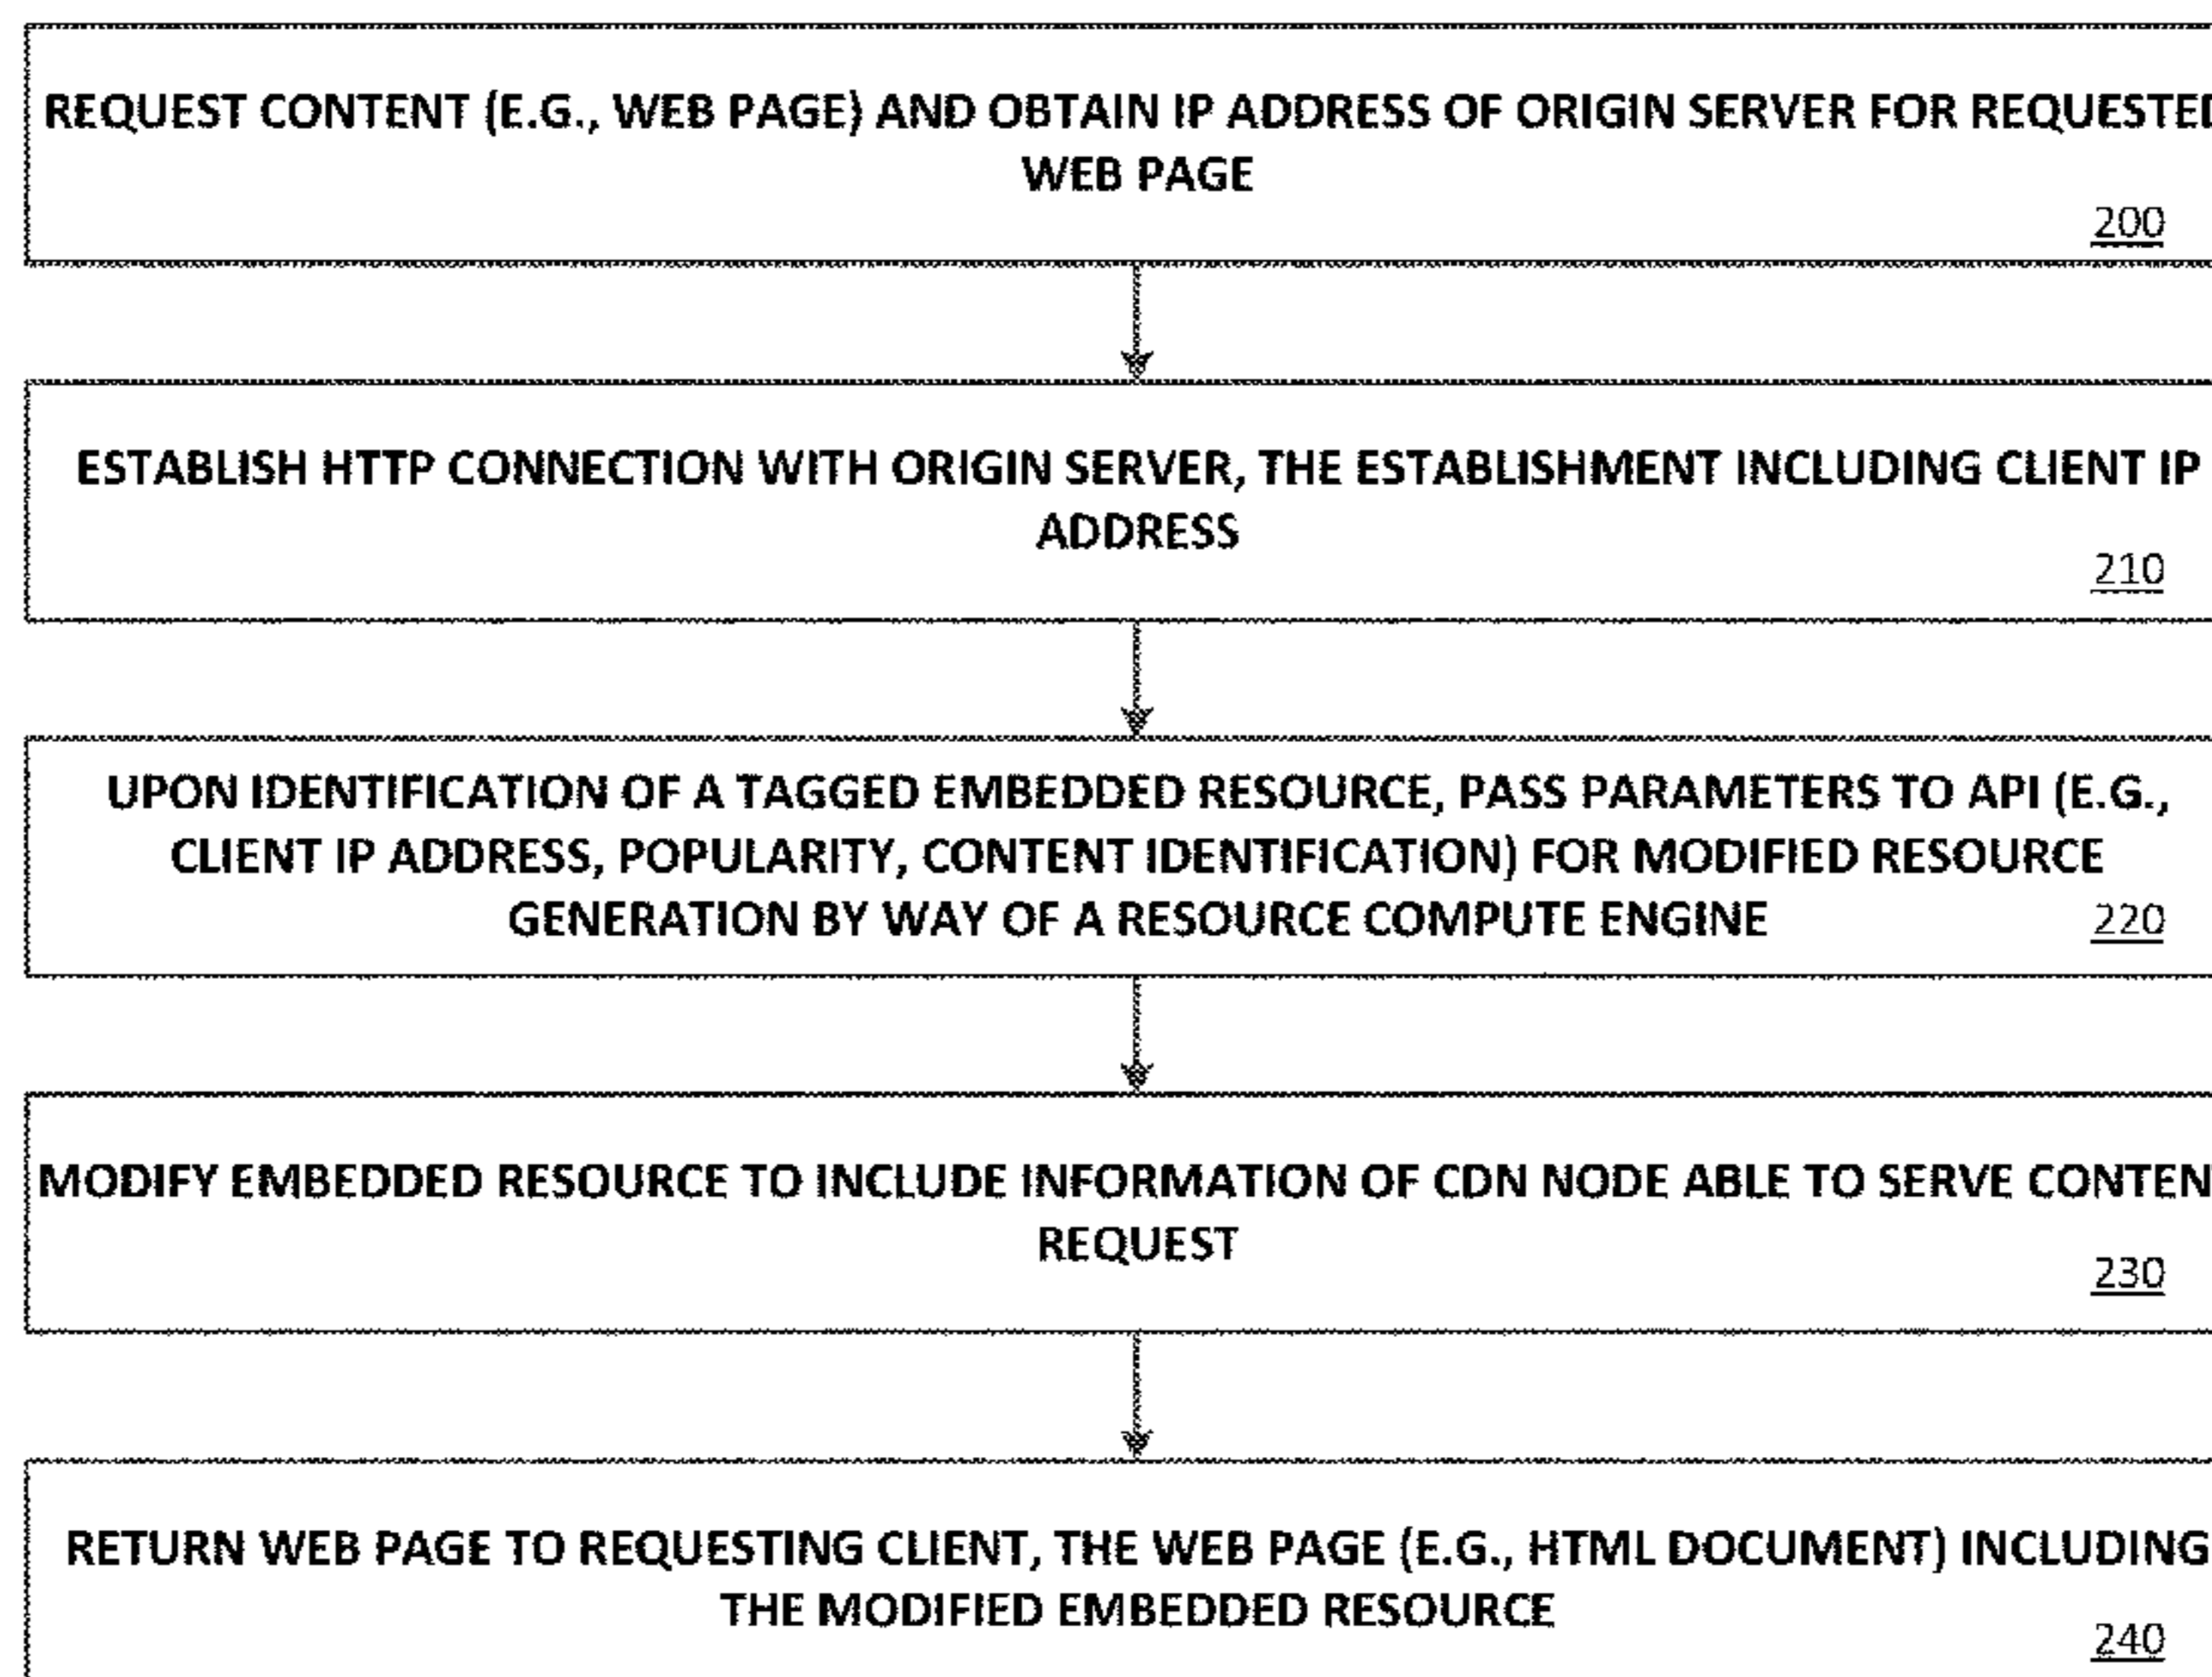 REQUEST CONTENT (E.G., WEB PAGE) AND OBTAIN IP ADDRESS OF ORIGIN SERVER FOR REQUESTED
WEB PAGE
200
ESTABLISH HTTP CONNECTION WITH ORIGIN SERVER, THE ESTABLISHMENT INCLUDING CLIENT IP
ADDRESS
210
UPON IDENTIFICATION OF A TAGGED EMBEDDED RESOURCE, PASS PARAMETERS TO API (E.G.,
CLIENT IP ADDRESS, POPULARITY, CONTENT IDENTIFICATION) FOR MODIFIED RESOURCE
GENERATION BY WAY OF A RESOURCE COMPUTE ENGINE
220
MODIFY EMBEDDED RESOURCE TO INCLUDE INFORMATION OF CDN NODE ABLE TO SERVE CONTEN
REQUEST
230
RETURN WEB PAGE TO REQUESTING CLIENT, THE WEB PAGE (E.G., HTML DOCUMENT) INCLUDING
THE MODIFIED EMBEDDED RESOURCE
240